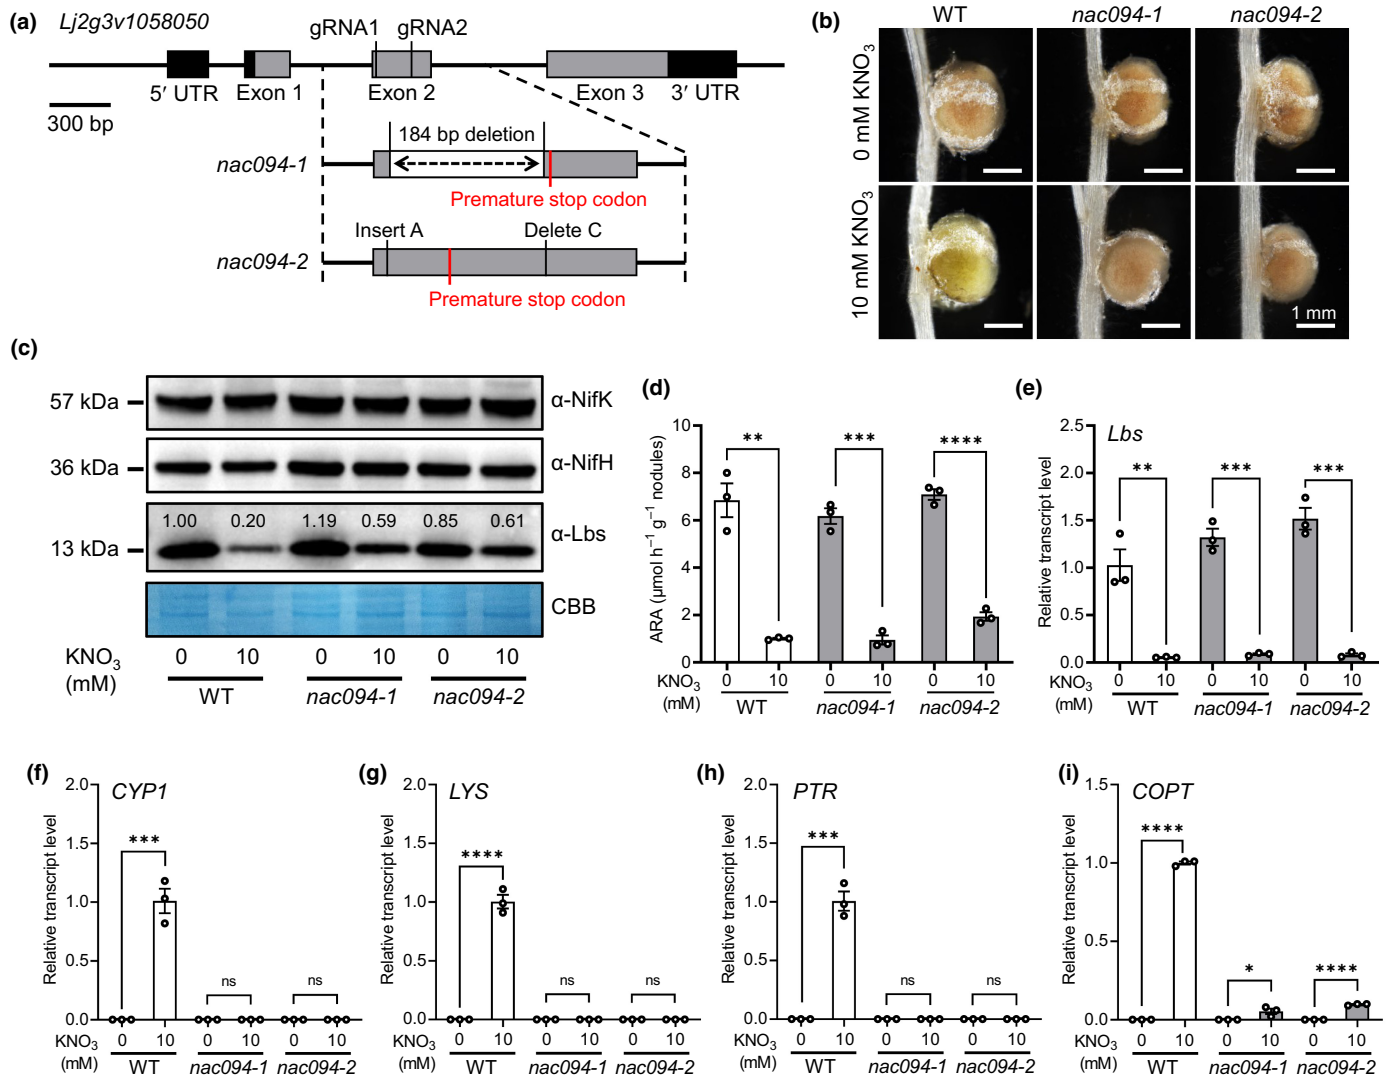 (a)
Lj2g3v1058050
gRNA1
gRNA2
5′ UTR
Exon 1
Exon 2
Exon 3
3′ UTR
300 bp
184 bp deletion
nac094-1
Premature stop codon
Insert A
Delete C
nac094-2
Premature stop codon
(b)
WT
nac094-1
nac094-2
0 mM KNO3
10 mM KNO3
1 mm
(c)
57 kDa
α-NifK
36 kDa
α-NifH
1.00 0.20 1.19 0.59 0.85 0.61
13 kDa
α-Lbs
CBB
KNO3 (mM)
0 10 0 10 0 10
WT nac094-1 nac094-2
(d)
ARA (μmol h−1 g−1 nodules)
10
8
6
4
2
0
** *** ****
KNO3 (mM)
0 10 0 10 0 10
WT nac094-1 nac094-2
(e)
Lbs
Relative transcript level
2.5
2.0
1.5
1.0
0.5
0.0
** *** ***
KNO3 (mM)
0 10 0 10 0 10
WT nac094-1 nac094-2
(f)
CYP1
Relative transcript level
2.0
1.5
1.0
0.5
0.0
*** ns ns
KNO3 (mM)
0 10 0 10 0 10
WT nac094-1 nac094-2
(g)
LYS
Relative transcript level
2.0
1.5
1.0
0.5
0.0
**** ns ns
KNO3 (mM)
0 10 0 10 0 10
WT nac094-1 nac094-2
(h)
PTR
Relative transcript level
2.0
1.5
1.0
0.5
0.0
*** ns ns
KNO3 (mM)
0 10 0 10 0 10
WT nac094-1 nac094-2
(i)
COPT
Relative transcript level
1.5
1.0
0.5
0.0
**** * ****
KNO3 (mM)
0 10 0 10 0 10
WT nac094-1 nac094-2